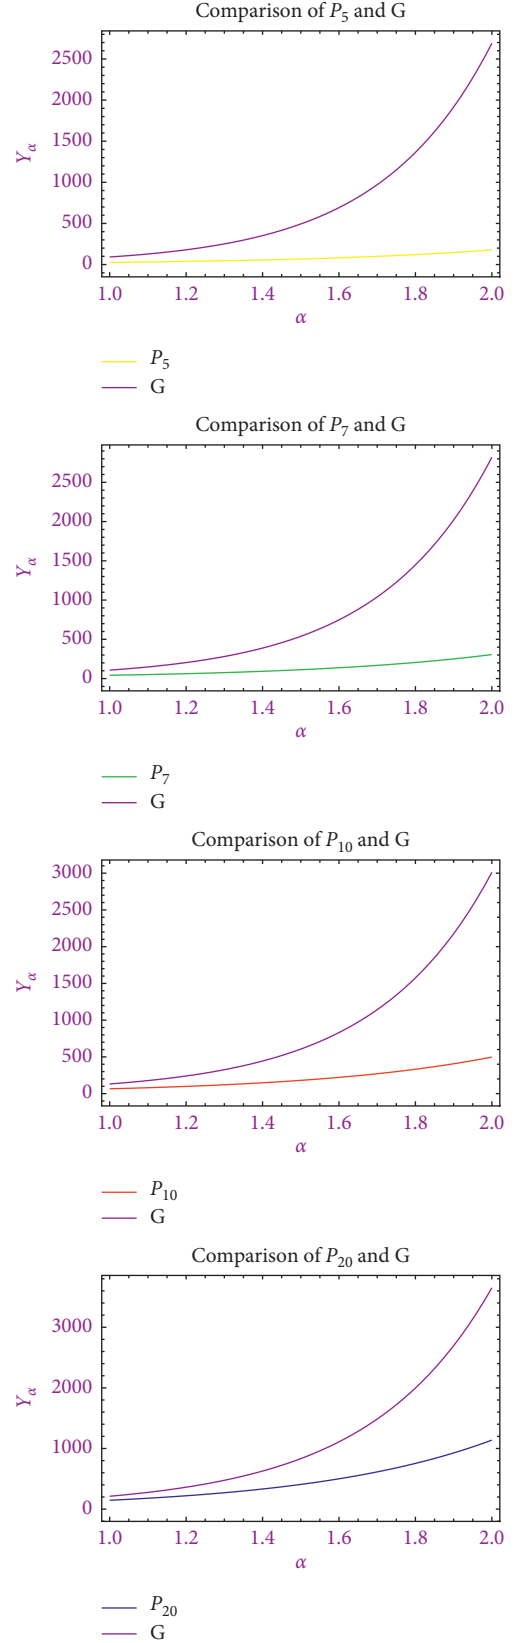 Comparison of P5 and G
2500
2000
1500
1000
500
0
Yα
1.0 1.2 1.4 1.6 1.8 2.0
α
P5
G
Comparison of P7 and G
2500
2000
1500
1000
500
0
Yα
1.0 1.2 1.4 1.6 1.8 2.0
α
P7
G
Comparison of P10 and G
3000
2500
2000
1500
1000
500
0
Yα
1.0 1.2 1.4 1.6 1.8 2.0
α
P10
G
Comparison of P20 and G
3000
2000
1000
0
Yα
1.0 1.2 1.4 1.6 1.8 2.0
α
P20
G